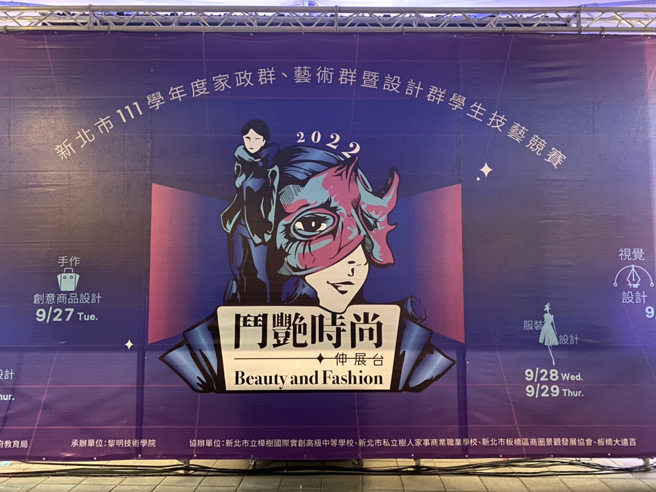 新北市111學年度家政群、藝術群暨設計群學生技藝競賽
2022
鬥艷時尚
伸展台
Beauty and Fashion
手作
創意商品設計
9/27 Tue.
視覺
設計
9
服裝
設計
9/28 Wed.
9/29 Thur.
設計
hur.
府教育局
承辦單位：黎明技術學院
協辦單位：新北市立樟樹國際實創高級中等學校、新北市私立樹人家事商業職業學校、新北市板橋區商圈景觀發展協會、板橋大遠百